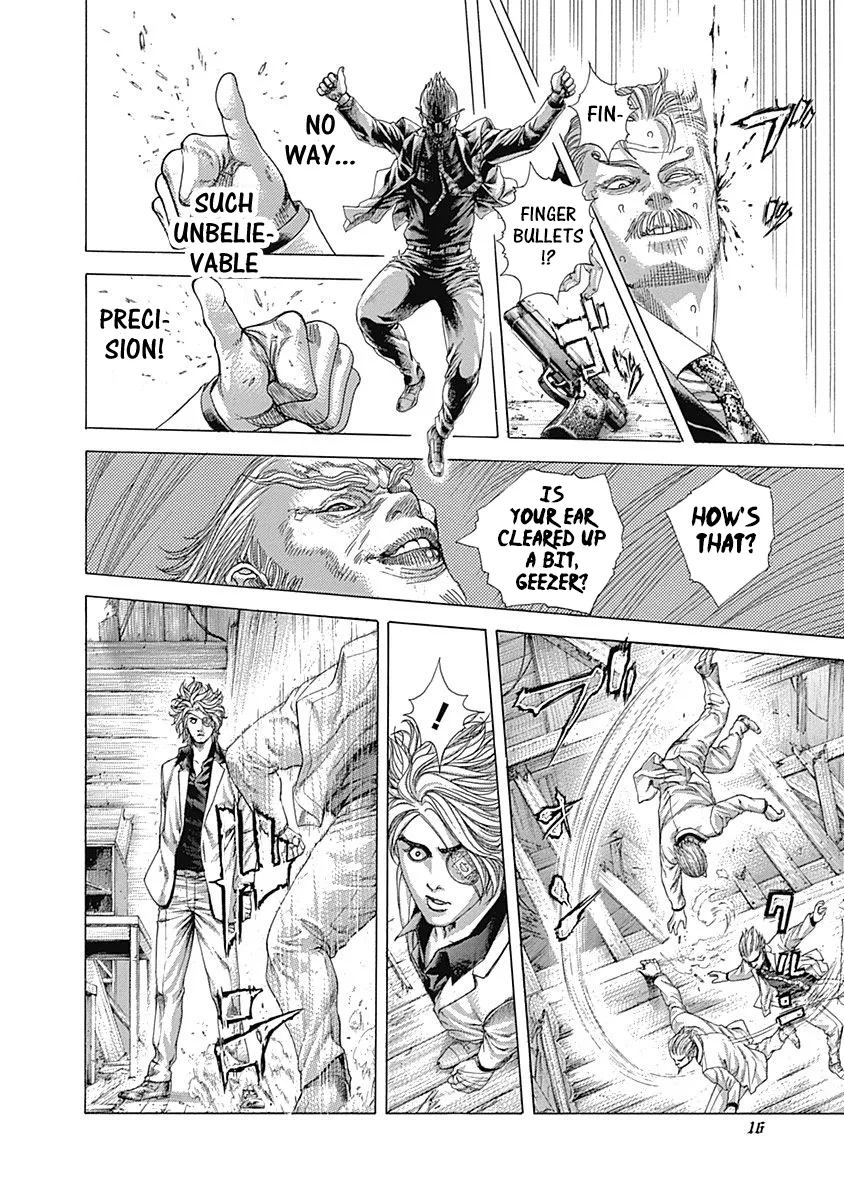 FIN-
FINGER
BULLETS
!?
NO
WAY...
SUCH
UNBELIE-
VABLE
PRECI-
SION!
HOW'S
THAT?
IS
YOUR EAR
CLEARED UP
A BIT,
GEEZER?
!
16